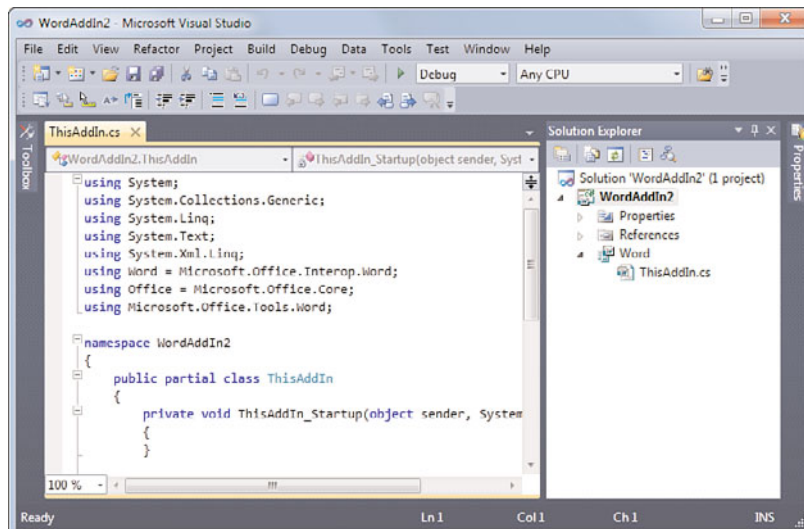 WordAddIn2 - Microsoft Visual Studio
File Edit View Refactor Project Build Debug Data Tools Test Window Help
Debug Any CPU
ThisAddIn.cs
WordAddIn2.ThisAddIn ThisAddIn_Startup(object sender, Syst
using System;
using System.Collections.Generic;
using System.Linq;
using System.Text;
using System.Xml.Linq;
using Word = Microsoft.Office.Interop.Word;
using Office = Microsoft.Office.Core;
using Microsoft.Office.Tools.Word;
namespace WordAddIn2
{
public partial class ThisAddIn
{
private void ThisAddIn_Startup(object sender, System
{
}
100 %
Toolbox
Solution Explorer
Solution 'WordAddIn2' (1 project)
WordAddIn2
Properties
References
Word
ThisAddIn.cs
Properties
Ready Ln 1 Col 1 Ch 1 INS